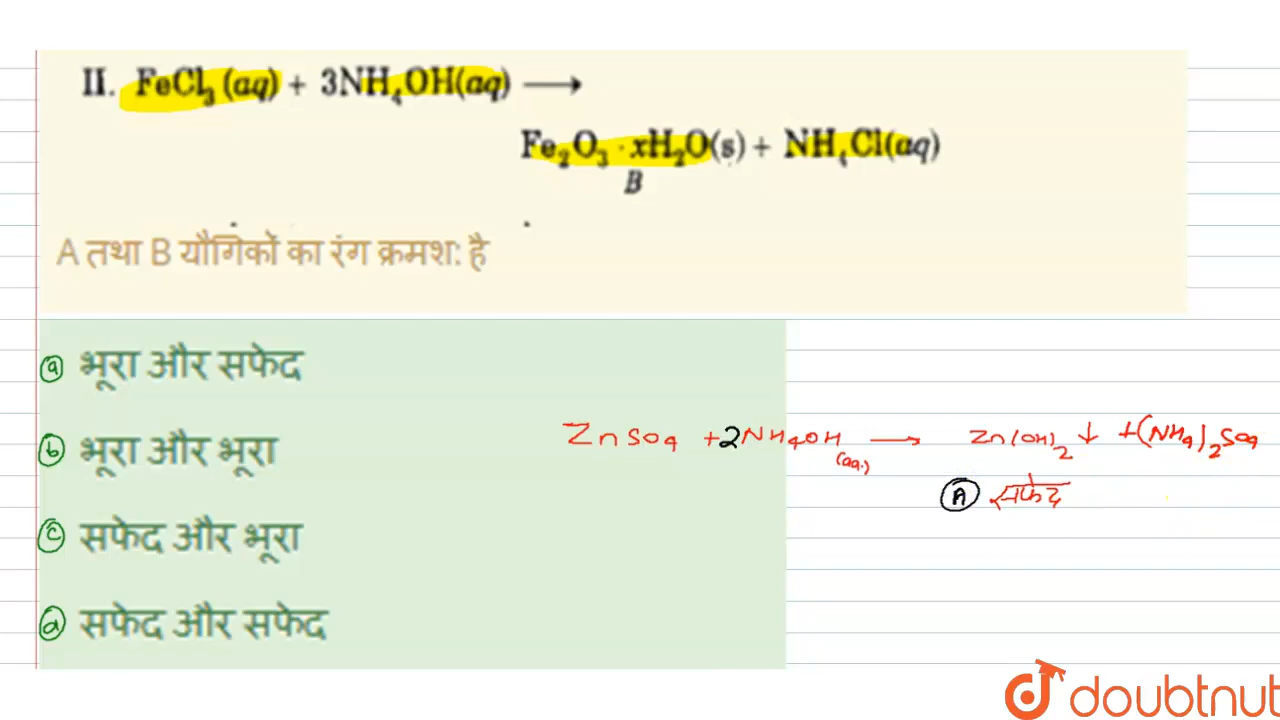 II. FeCl₃(aq) + 3NH₄OH(aq) ⟶
Fe₂O₃·xH₂O(s) + NH₄Cl(aq)
B
A तथा B यौगिकों का रंग क्रमश: है
a भूरा और सफेद
b भूरा और भूरा
c सफेद और भूरा
d सफेद और सफेद
ZnSO4 + 2NH4OH (aq.) ⟶ Zn(OH)₂ ↓ + (NH4)₂SO4
A सफेद
doubtnut